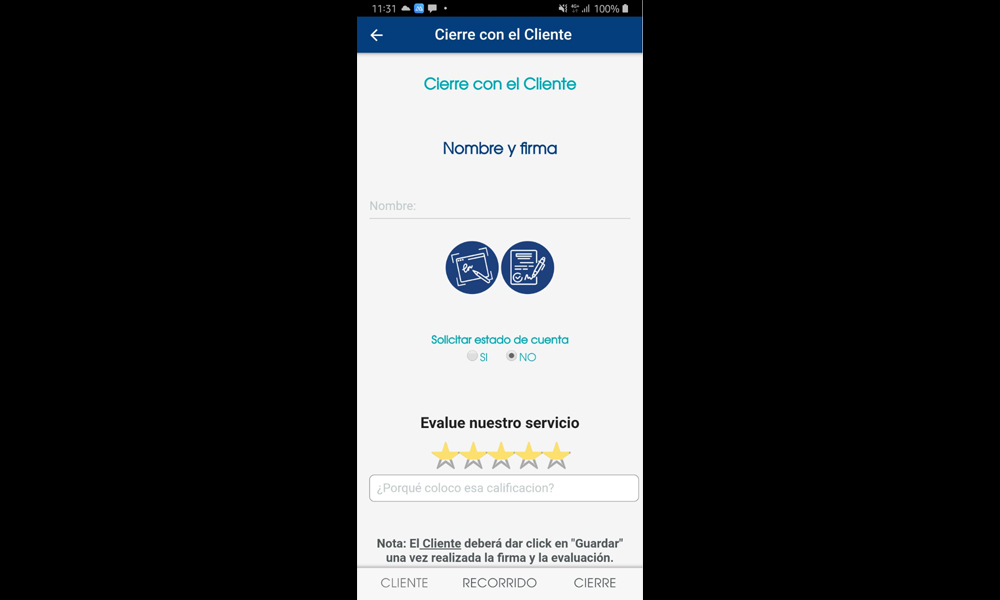 11:31 100%
Cierre con el Cliente
Cierre con el Cliente
Nombre y firma
Nombre:
Solicitar estado de cuenta
SI NO
Evalue nuestro servicio
¿Porqué coloco esa calificacion?
Nota: El Cliente deberá dar click en "Guardar"
una vez realizada la firma y la evaluación.
CLIENTE RECORRIDO CIERRE